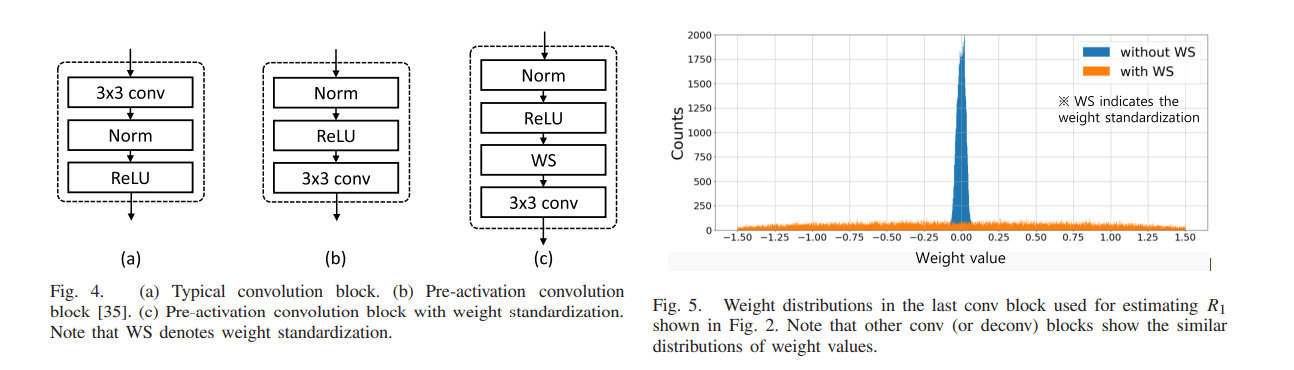 3x3 conv
Norm
ReLU
(a)
Norm
ReLU
3x3 conv
(b)
Norm
ReLU
WS
3x3 conv
(c)
Fig. 4. (a) Typical convolution block. (b) Pre-activation convolution
block [35]. (c) Pre-activation convolution block with weight standardization.
Note that WS denotes weight standardization.
2000
1750
1500
1250
1000
750
500
250
0
Counts
without WS
with WS
※ WS indicates the
weight standardization
−1.50 −1.25 −1.00 −0.75 −0.50 −0.25 0.00 0.25 0.50 0.75 1.00 1.25 1.50
Weight value
Fig. 5. Weight distributions in the last conv block used for estimating R1
shown in Fig. 2. Note that other conv (or deconv) blocks show the similar
distributions of weight values.